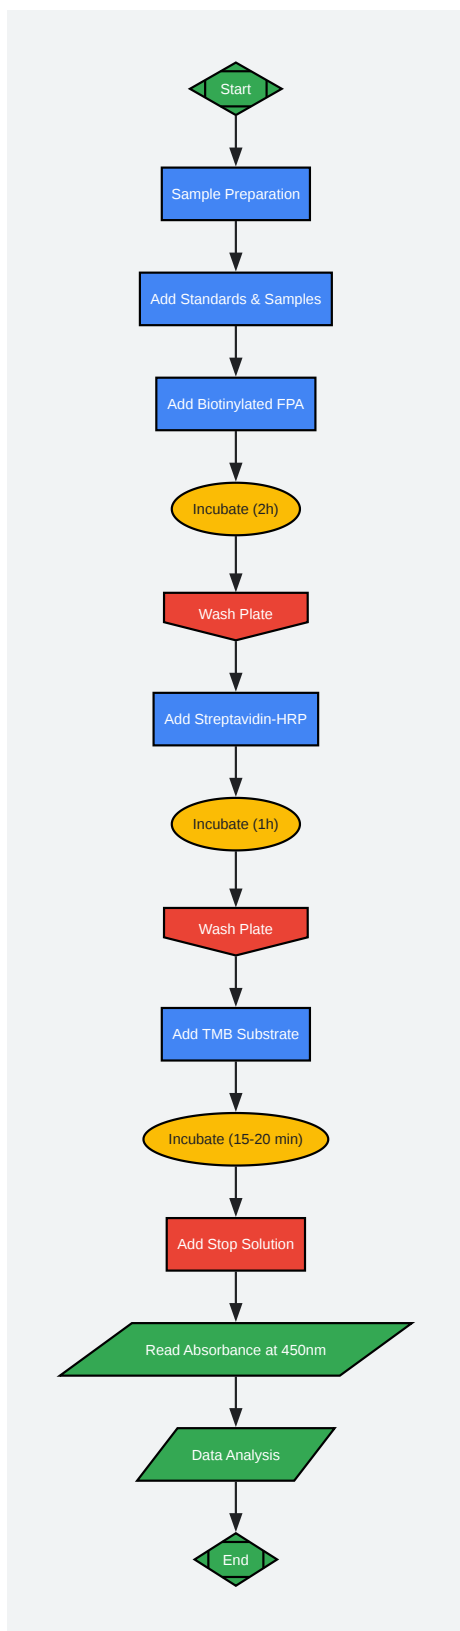 Start
Sample Preparation
Add Standards & Samples
Add Biotinylated FPA
Incubate (2h)
Wash Plate
Add Streptavidin-HRP
Incubate (1h)
Wash Plate
Add TMB Substrate
Incubate (15-20 min)
Add Stop Solution
Read Absorbance at 450nm
Data Analysis
End